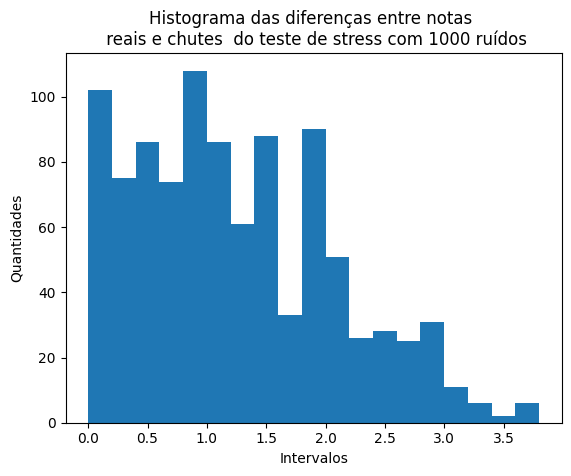 Histograma das diferenças entre notas
reais e chutes  do teste de stress com 1000 ruídos
100
80
60
40
20
0
Quantidades
0.0 0.5 1.0 1.5 2.0 2.5 3.0 3.5
Intervalos